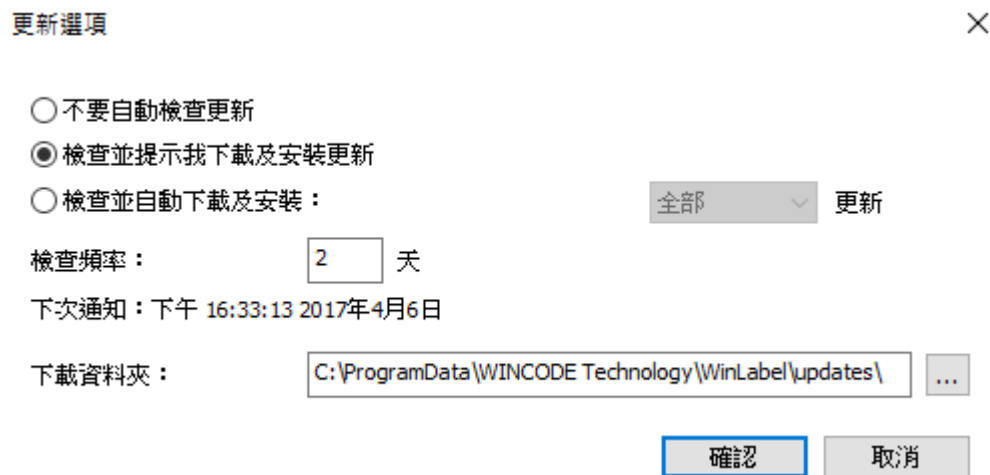 更新選項
不要自動檢查更新
檢查並提示我下載及安裝更新
檢查並自動下載及安裝： 全部 更新
檢查頻率： 2 天
下次通知：下午 16:33:13 2017年4月6日
下載資料夾： C:\ProgramData\WINCODE Technology\WinLabel\updates\ ...
確認 取消